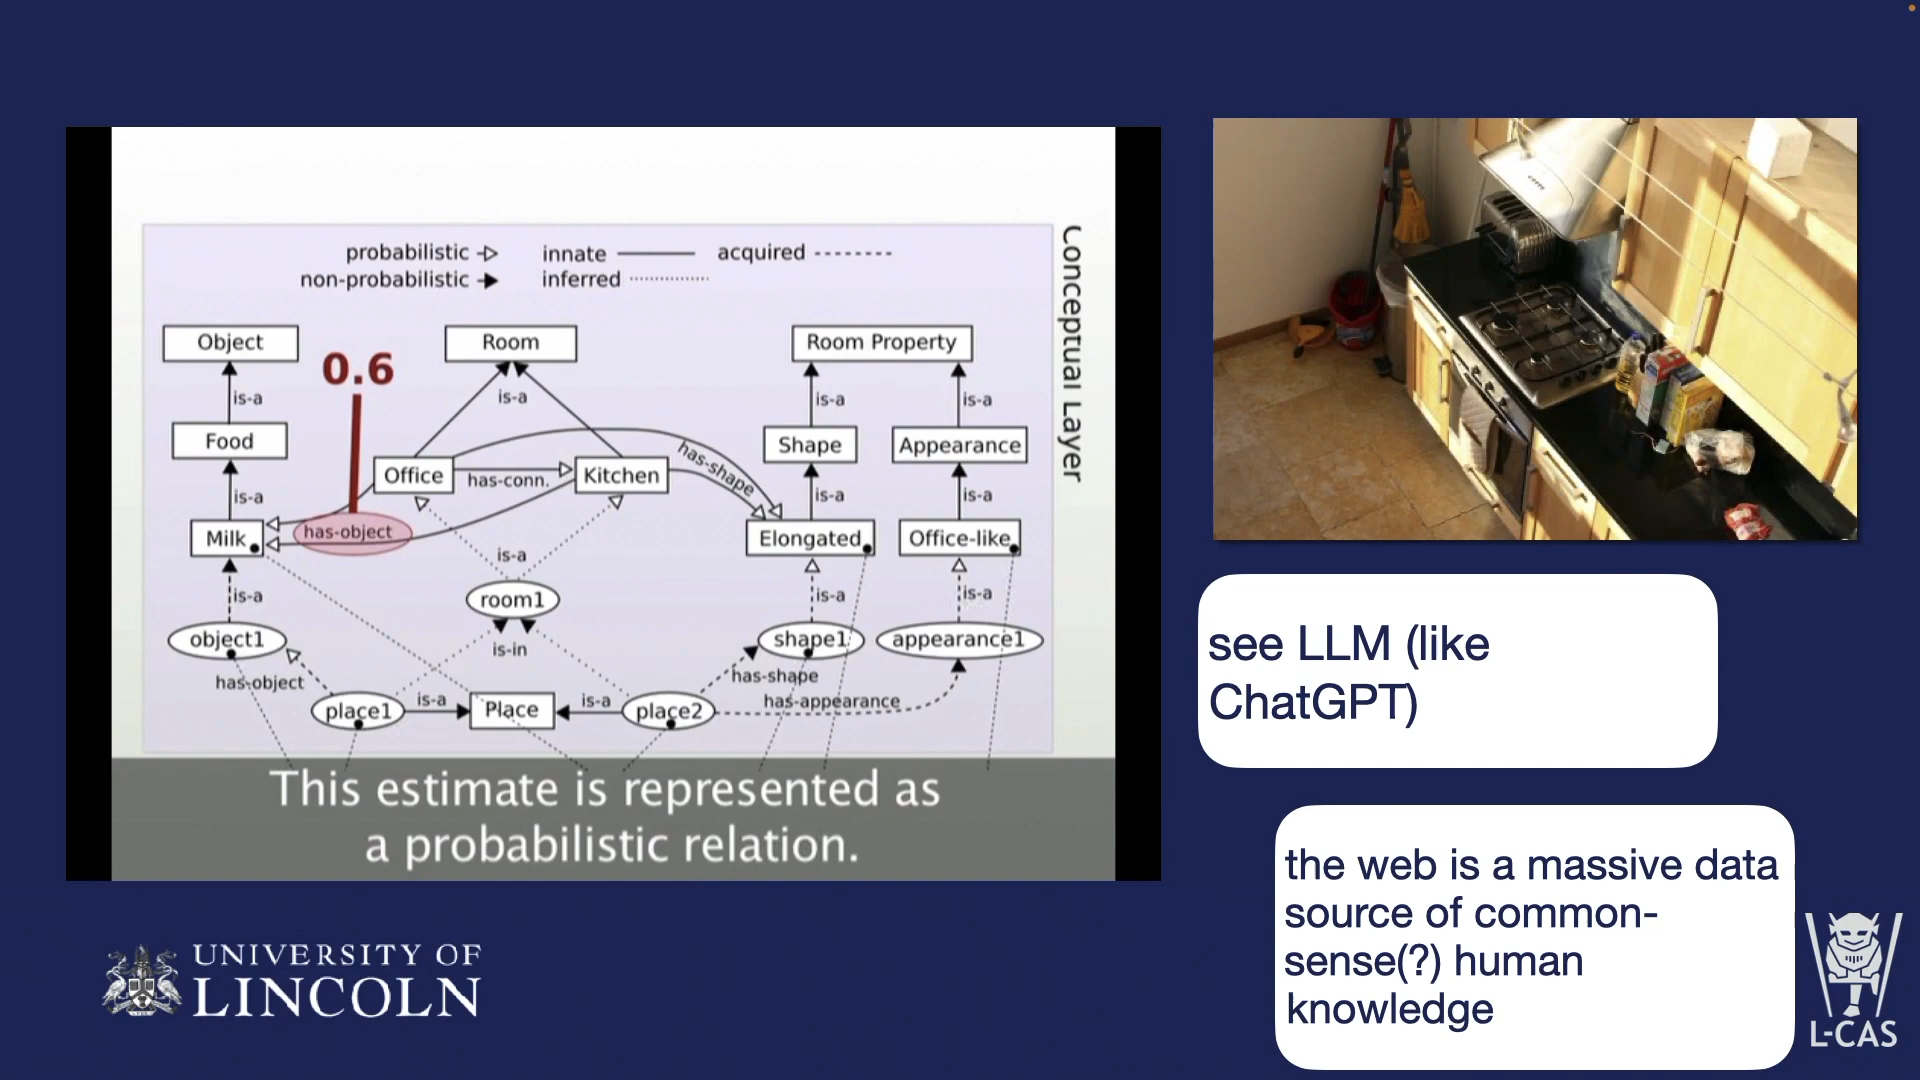 probabilistic innate acquired
non-probabilistic inferred
Conceptual Layer
Object
Room
Room Property
0.6
is-a
is-a
is-a
is-a
Food
Shape
Appearance
has-shape
Office
has-conn.
Kitchen
is-a
is-a
is-a
Milk
has-object
Elongated
Office-like
is-a
is-a
is-a
is-a
room1
object1
shape1
appearance1
is-in
has-object
has-shape
is-a
is-a
has-appearance
place1
Place
place2
This estimate is represented as
a probabilistic relation.
see LLM (like
ChatGPT)
the web is a massive data
source of common-
sense(?) human
knowledge
UNIVERSITY OF
LINCOLN
L-CAS